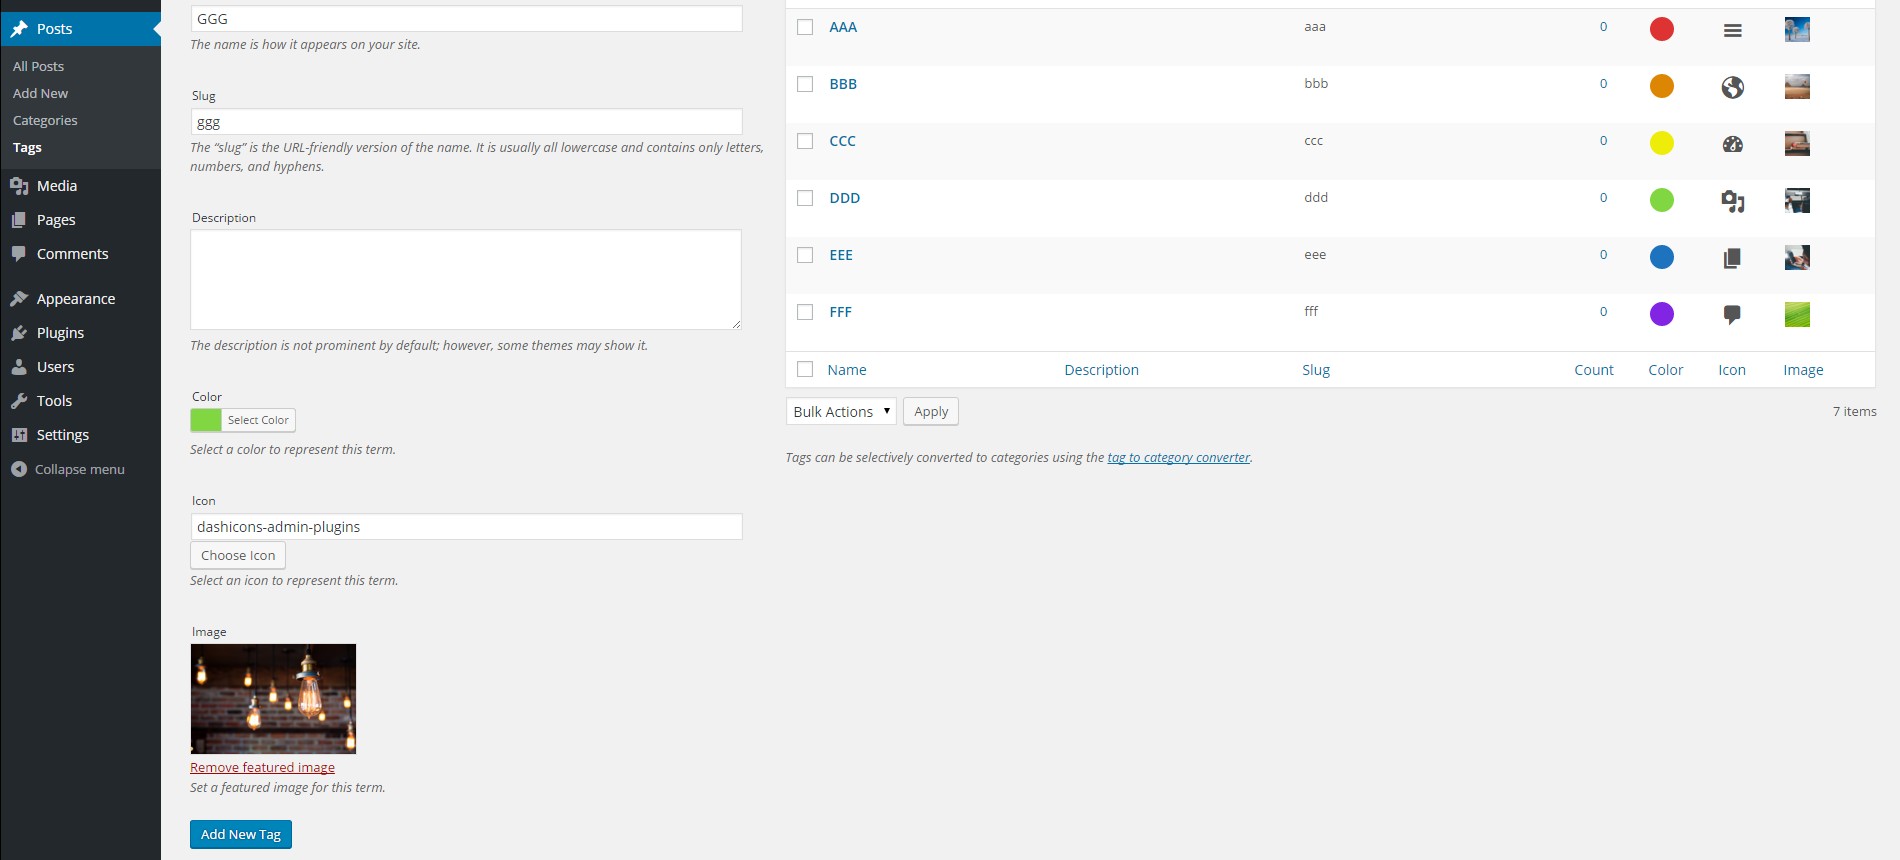 Posts
All Posts
Add New
Categories
Tags
Media
Pages
Comments
Appearance
Plugins
Users
Tools
Settings
Collapse menu
GGG
The name is how it appears on your site.
Slug
ggg
The “slug” is the URL-friendly version of the name. It is usually all lowercase and contains only letters,
numbers, and hyphens.
Description
The description is not prominent by default; however, some themes may show it.
Color
Select Color
Select a color to represent this term.
Icon
dashicons-admin-plugins
Choose Icon
Select an icon to represent this term.
Image
Remove featured image
Set a featured image for this term.
Add New Tag
AAA aaa 0
BBB bbb 0
CCC ccc 0
DDD ddd 0
EEE eee 0
FFF fff 0
Name Description Slug Count Color Icon Image
Bulk Actions Apply 7 items
Tags can be selectively converted to categories using the tag to category converter.